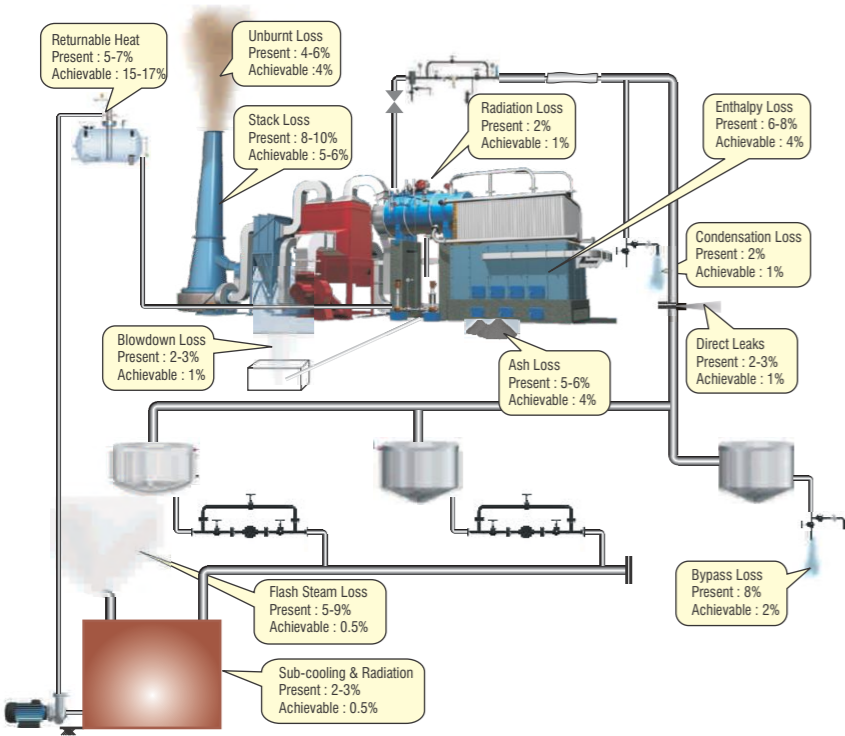 Returnable Heat
Present : 5-7%
Achievable : 15-17%
Unburnt Loss
Present : 4-6%
Achievable :4%
Stack Loss
Present : 8-10%
Achievable : 5-6%
Radiation Loss
Present : 2%
Achievable : 1%
Enthalpy Loss
Present : 6-8%
Achievable : 4%
Condensation Loss
Present : 2%
Achievable : 1%
Blowdown Loss
Present : 2-3%
Achievable : 1%
Ash Loss
Present : 5-6%
Achievable : 4%
Direct Leaks
Present : 2-3%
Achievable : 1%
Flash Steam Loss
Present : 5-9%
Achievable : 0.5%
Bypass Loss
Present : 8%
Achievable : 2%
Sub-cooling & Radiation
Present : 2-3%
Achievable : 0.5%